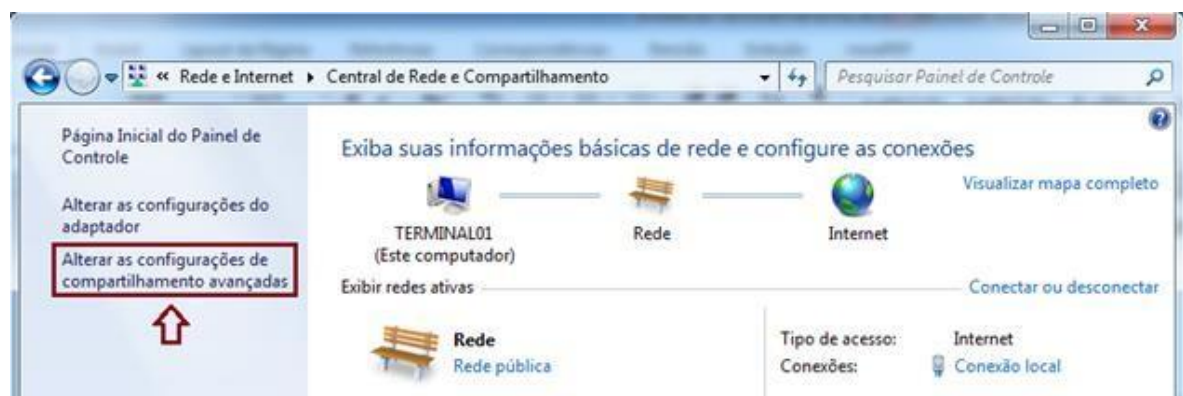 « Rede e Internet ▸ Central de Rede e Compartilhamento
Pesquisar Painel de Controle
Página Inicial do Painel de
Controle
Alterar as configurações do
adaptador
Alterar as configurações de
compartilhamento avançadas
Exiba suas informações básicas de rede e configure as conexões
Visualizar mapa completo
TERMINAL01
(Este computador)
Rede
Internet
Exibir redes ativas
Conectar ou desconectar
Rede
Rede pública
Tipo de acesso: Internet
Conexões: Conexão local